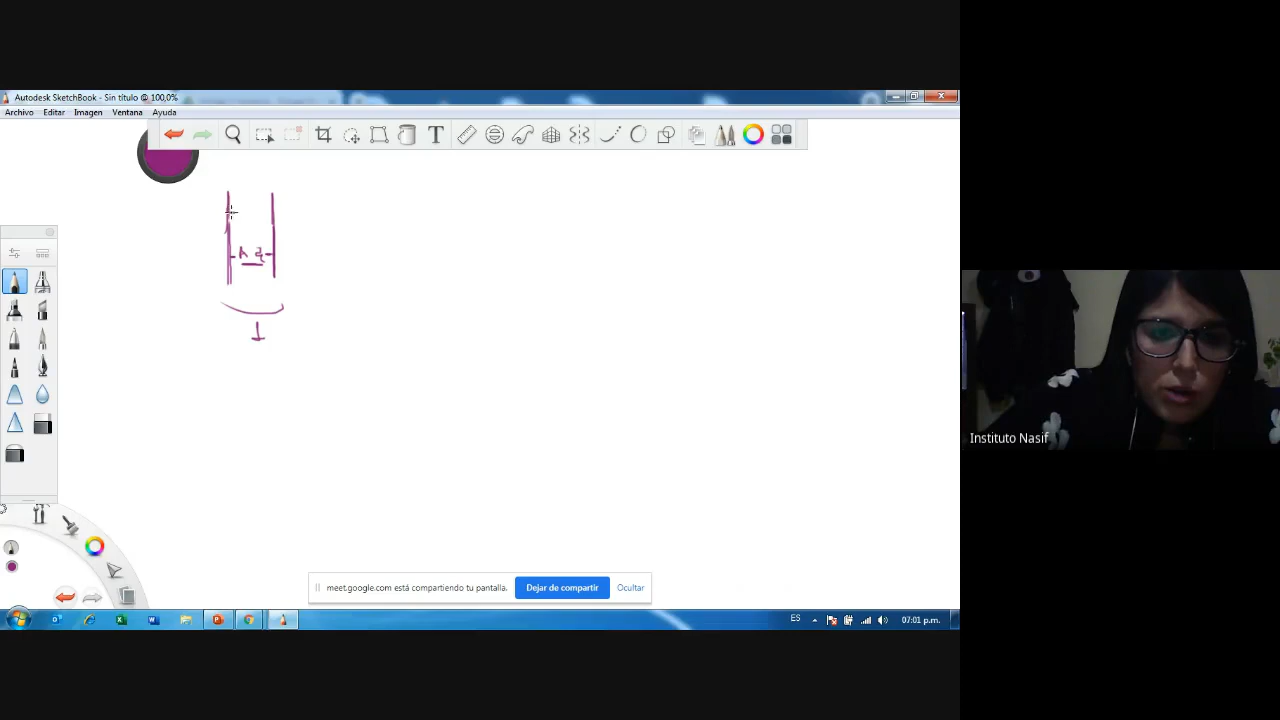 Autodesk SketchBook - Sin título @ 100,0%
Archivo Editar Imagen Ventana Ayuda
T
1
Instituto Nasif
meet.google.com está compartiendo tu pantalla. Dejar de compartir Ocultar
ES 07:01 p.m.